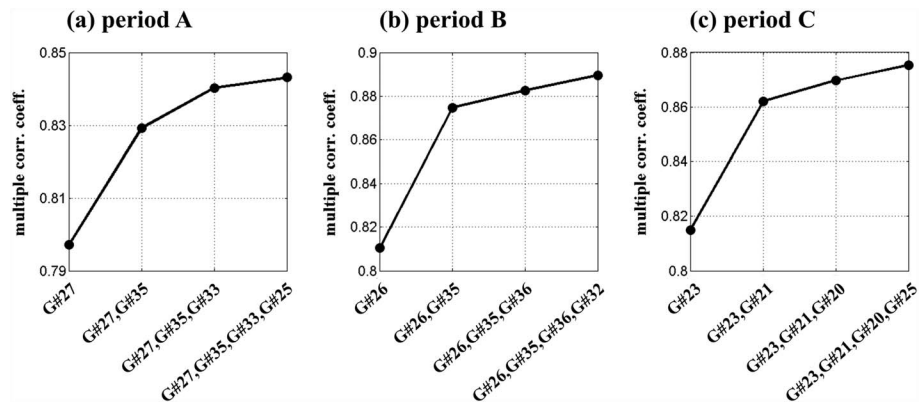 (a) period A
multiple corr. coeff.
0.85
0.83
0.81
0.79
G#27
G#27,G#35
G#27,G#35,G#33
G#27,G#35,G#33,G#25
(b) period B
multiple corr. coeff.
0.9
0.88
0.86
0.84
0.82
0.8
G#26
G#26,G#35
G#26,G#35,G#36
G#26,G#35,G#36,G#32
(c) period C
multiple corr. coeff.
0.88
0.86
0.84
0.82
0.8
G#23
G#23,G#21
G#23,G#21,G#20
G#23,G#21,G#20,G#25